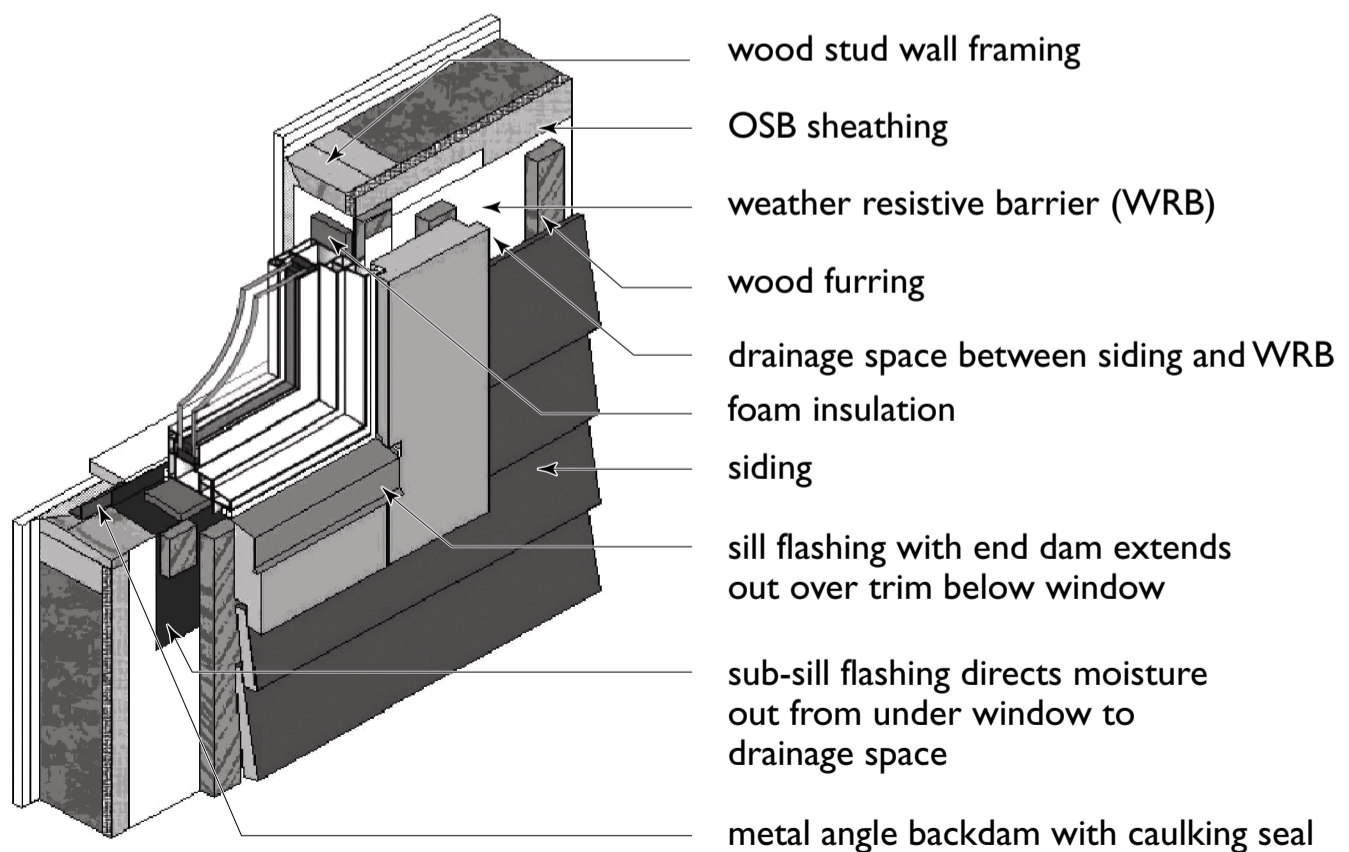 wood stud wall framing
OSB sheathing
weather resistive barrier (WRB)
wood furring
drainage space between siding and WRB
foam insulation
siding
sill flashing with end dam extends
out over trim below window
sub-sill flashing directs moisture
out from under window to
drainage space
metal angle backdam with caulking seal